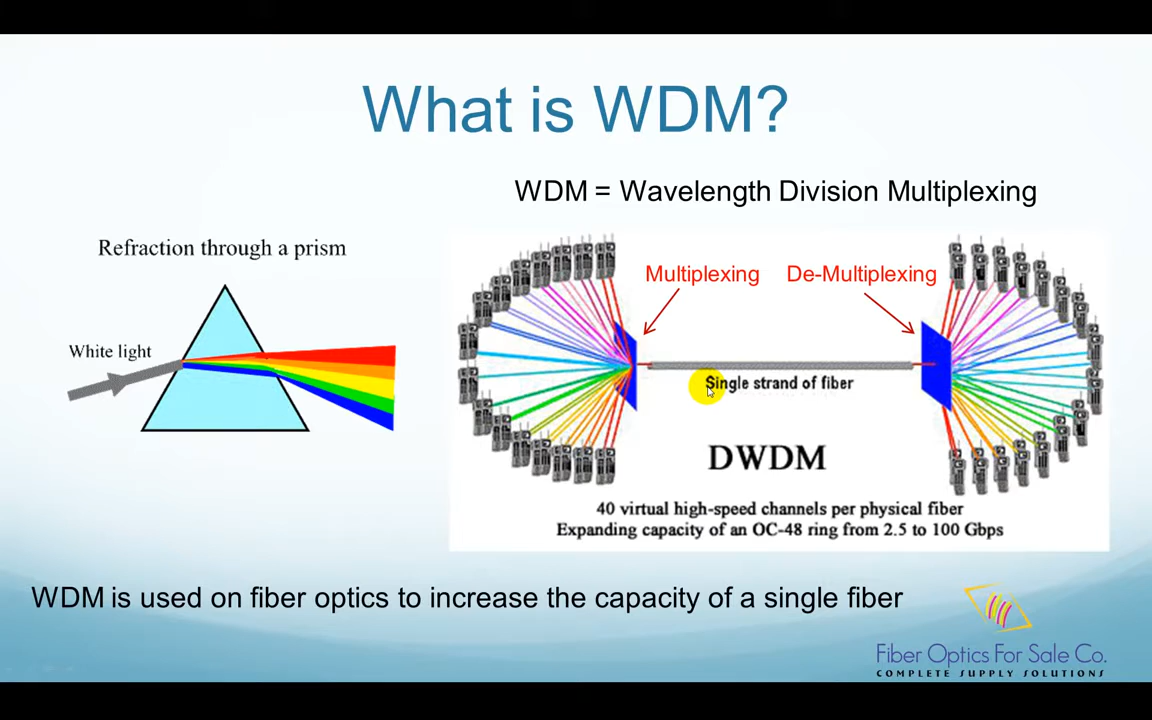 What is WDM?
WDM = Wavelength Division Multiplexing
Refraction through a prism
White light
Multiplexing
De-Multiplexing
Single strand of fiber
DWDM
40 virtual high-speed channels per physical fiber
Expanding capacity of an OC-48 ring from 2.5 to 100 Gbps
WDM is used on fiber optics to increase the capacity of a single fiber
Fiber Optics For Sale Co.
COMPLETE SUPPLY SOLUTIONS